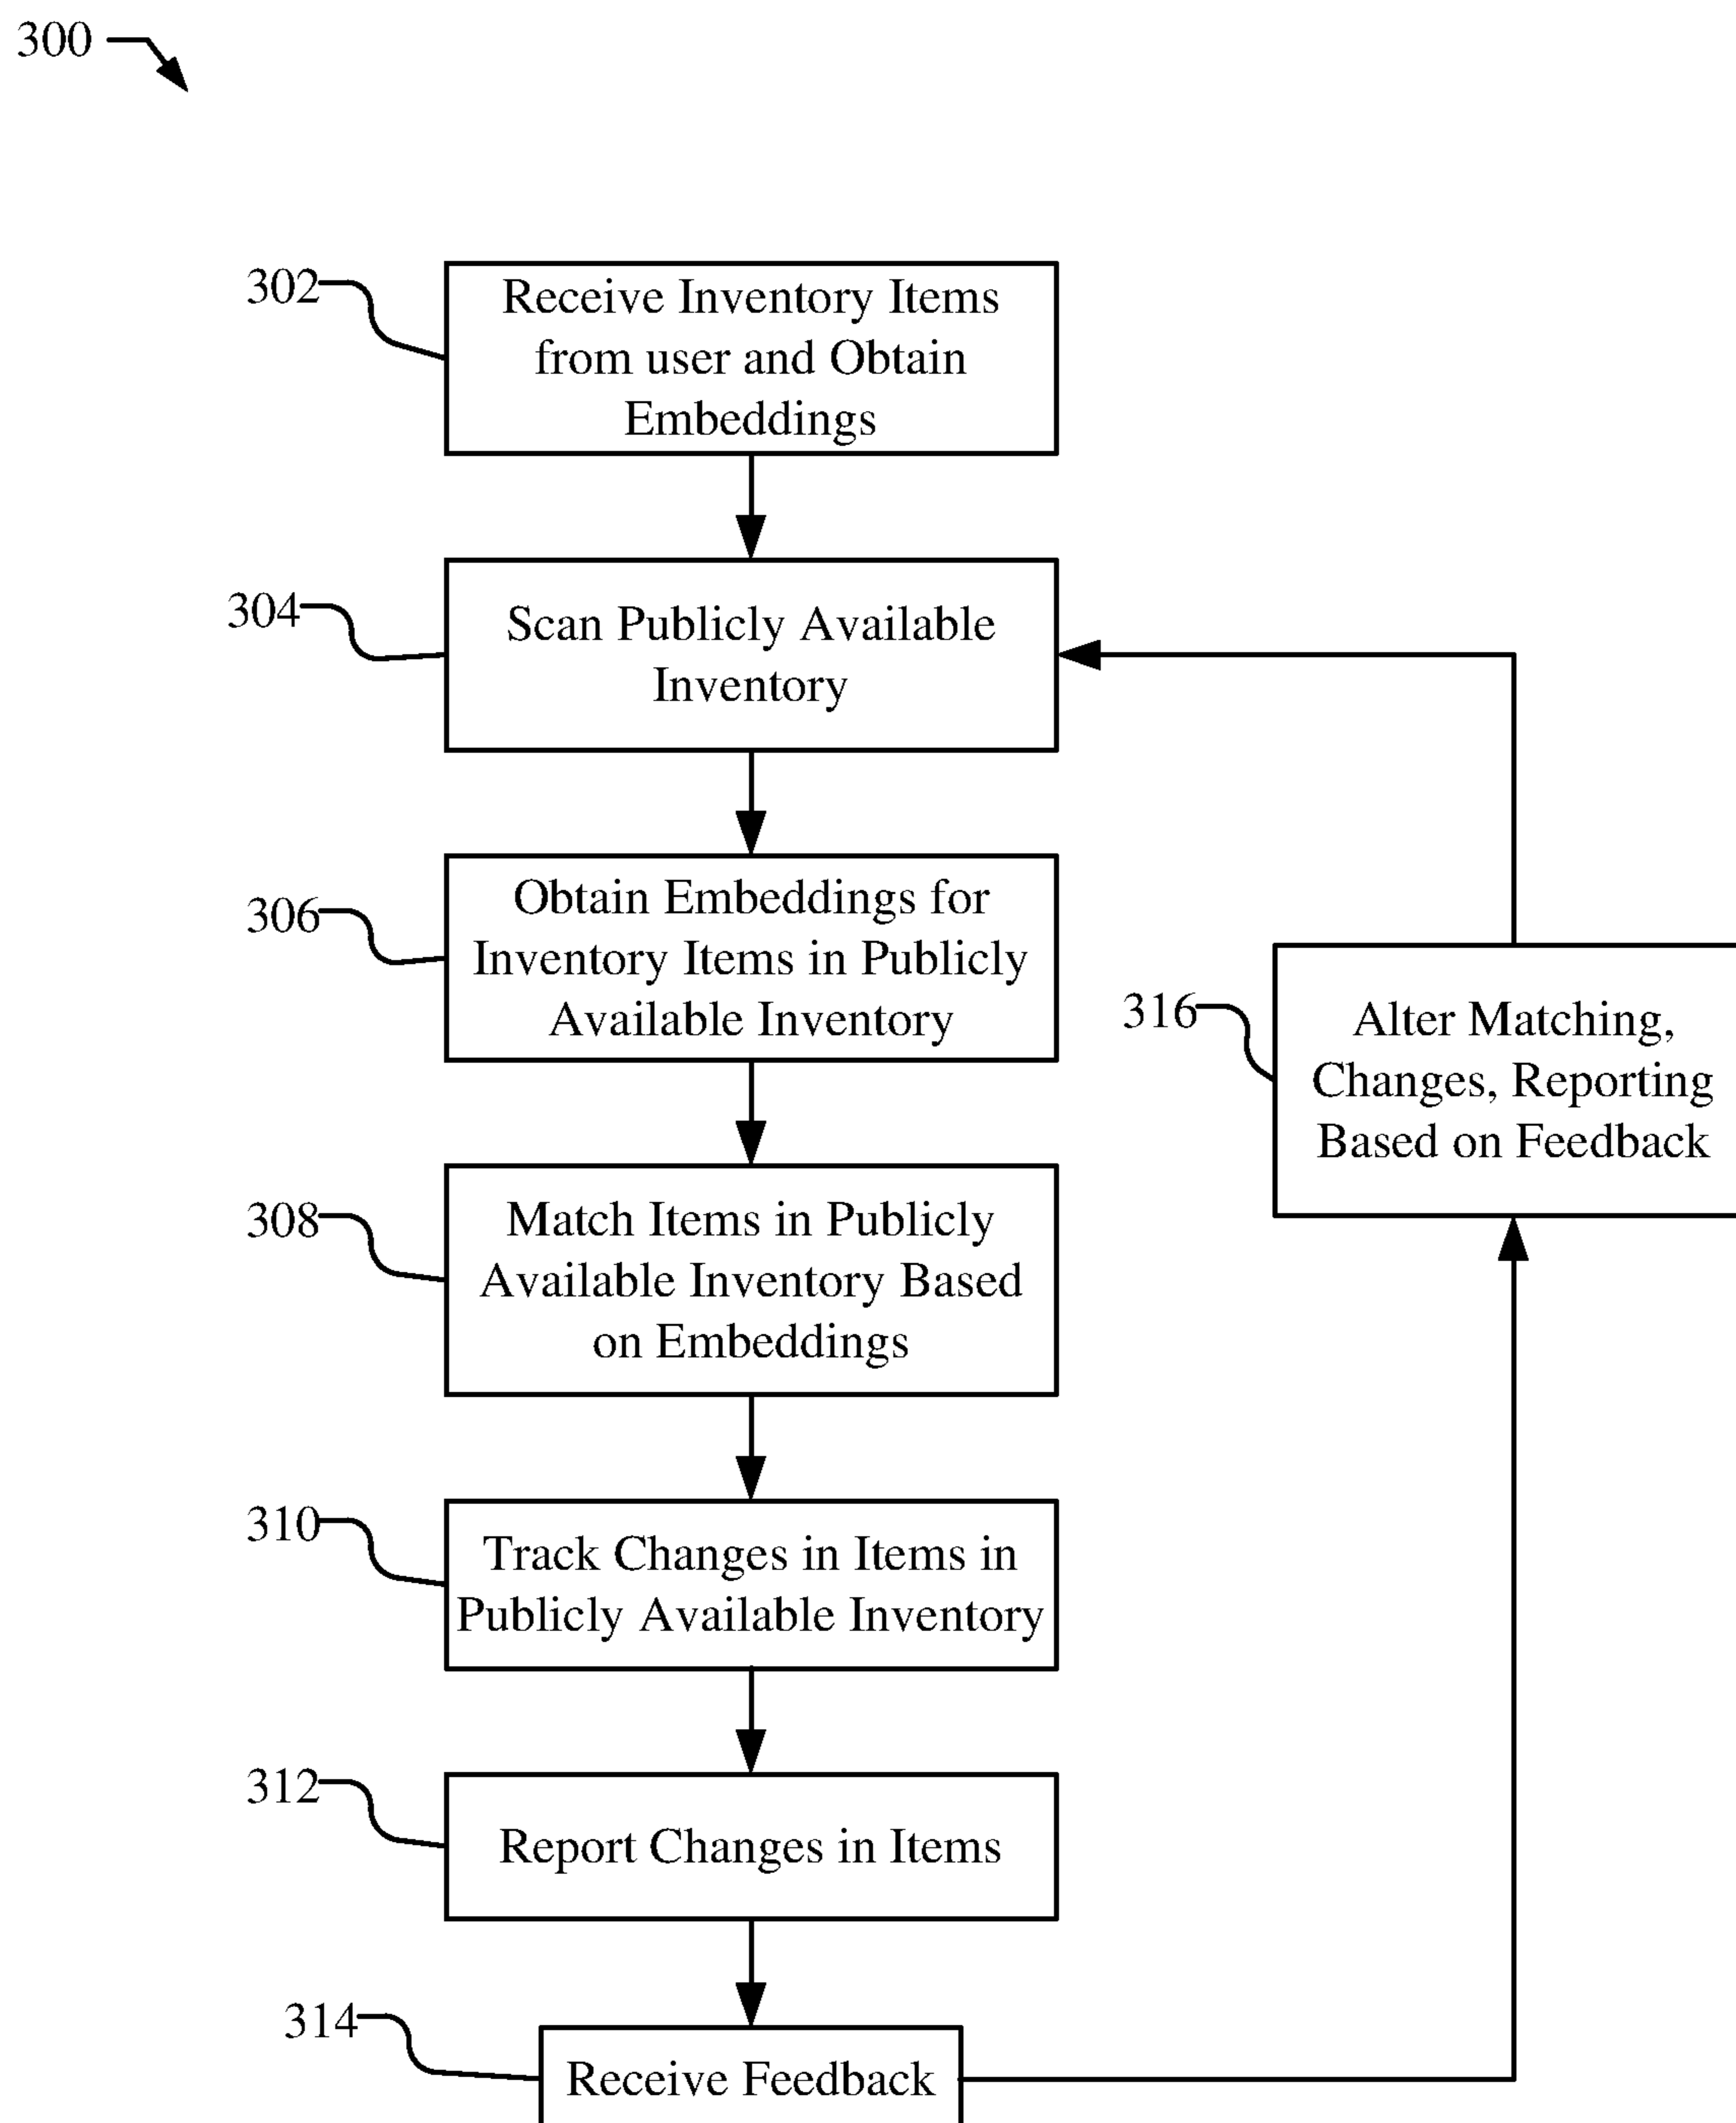 300
302
Receive Inventory Items
from user and Obtain
Embeddings
304
Scan Publicly Available
Inventory
306
Obtain Embeddings for
Inventory Items in Publicly
Available Inventory
316
Alter Matching,
Changes, Reporting
Based on Feedback
308
Match Items in Publicly
Available Inventory Based
on Embeddings
310
Track Changes in Items in
Publicly Available Inventory
312
Report Changes in Items
314
Receive Feedback